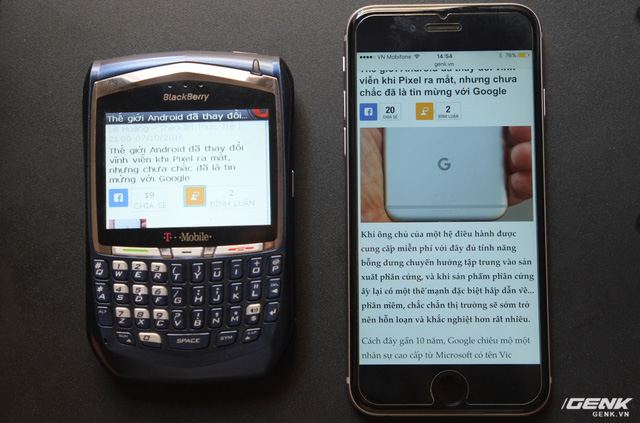 BlackBerry
Thế giới Android đã thay đổi...
21:00 07/10/2016
Thế giới Android đã thay đổi
vĩnh viễn khi Pixel ra mắt,
nhưng chưa chắc đã là tin
mừng với Google
19
CHIA SẺ
2
BÌNH LUẬN
T··Mobile·
Q W E R T Y U I O P
A S D F G H J K L DEL
ALT Z X C V B N M
SPACE SYM
VN Mobifone 14:54 76%
genk.vn
Thế giới Android đã thay đổi
viễn khi Pixel ra mắt, nhưng chưa
chắc đã là tin mừng với Google
20
CHIA SẺ
2
BÌNH LUẬN
G
Khi ông chủ của một hệ điều hành được
cung cấp miễn phí với đầy đủ tính năng
bỗng dưng chuyển hướng tập trung vào sản
xuất phần cứng, và khi sản phẩm phần cứng
ấy lại có một thế mạnh đặc biệt hấp dẫn về...
phần mềm, chắc chắn thị trường sẽ sớm trở
nên hỗn loạn và khắc nghiệt hơn rất nhiều.
Cách đây gần 10 năm, Google chiêu mộ một
nhân sự cao cấp từ Microsoft có tên Vic
GENK
GENK.VN